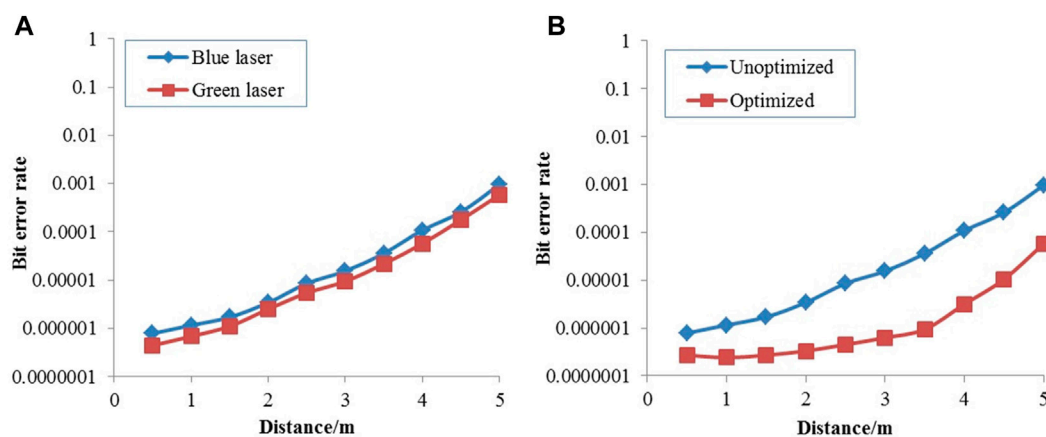 A
Blue laser
Green laser
Bit error rate
1
0.1
0.01
0.001
0.0001
0.00001
0.000001
0.0000001
0 1 2 3 4 5
Distance/m
B
Unoptimized
Optimized
Bit error rate
1
0.1
0.01
0.001
0.0001
0.00001
0.000001
0.0000001
0 1 2 3 4 5
Distance/m